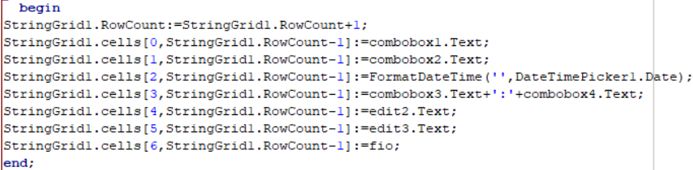 begin
StringGrid1.RowCount:=StringGrid1.RowCount+1;
StringGrid1.cells[0,StringGrid1.RowCount-1]:=combobox1.Text;
StringGrid1.cells[1,StringGrid1.RowCount-1]:=combobox2.Text;
StringGrid1.cells[2,StringGrid1.RowCount-1]:=FormatDateTime('',DateTimePicker1.Date);
StringGrid1.cells[3,StringGrid1.RowCount-1]:=combobox3.Text+':'+combobox4.Text;
StringGrid1.cells[4,StringGrid1.RowCount-1]:=edit2.Text;
StringGrid1.cells[5,StringGrid1.RowCount-1]:=edit3.Text;
StringGrid1.cells[6,StringGrid1.RowCount-1]:=fio;
end;